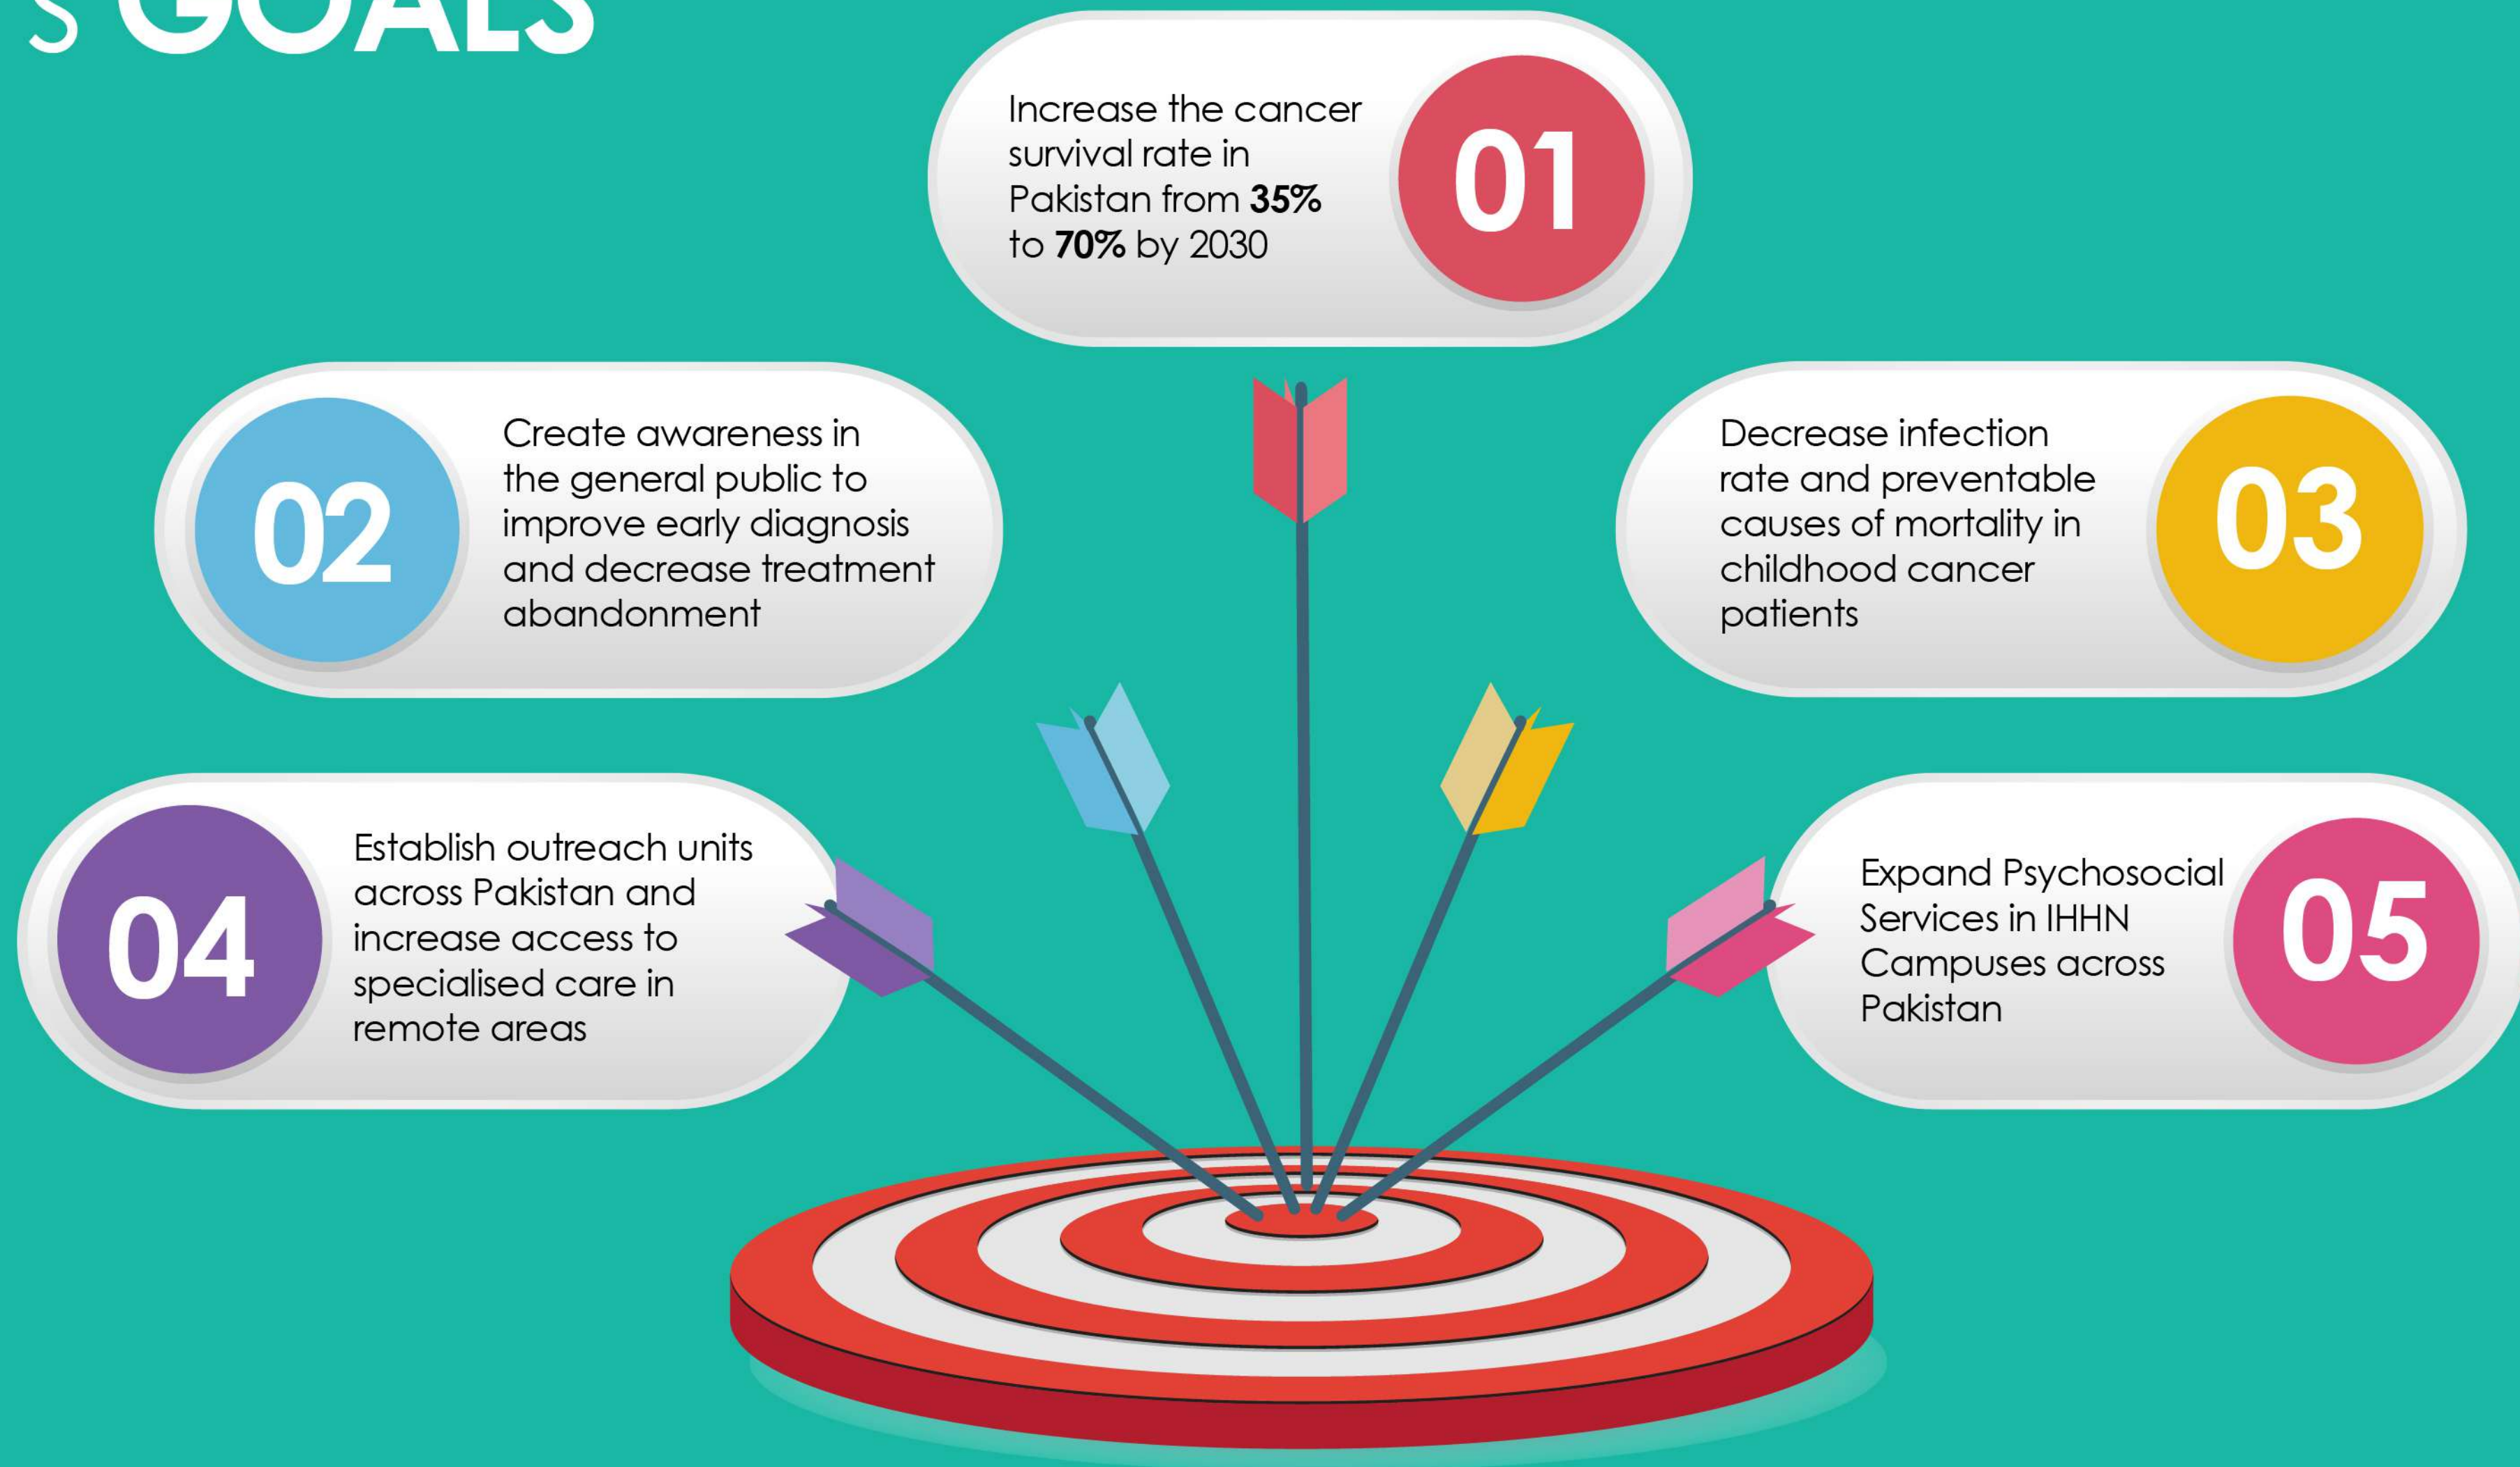 S GOALS
Increase the cancer
survival rate in
Pakistan from 35%
to 70% by 2030
01
02
Create awareness in
the general public to
improve early diagnosis
and decrease treatment
abandonment
Decrease infection
rate and preventable
causes of mortality in
childhood cancer
patients
03
04
Establish outreach units
across Pakistan and
increase access to
specialised care in
remote areas
Expand Psychosocial
Services in IHHN
Campuses across
Pakistan
05